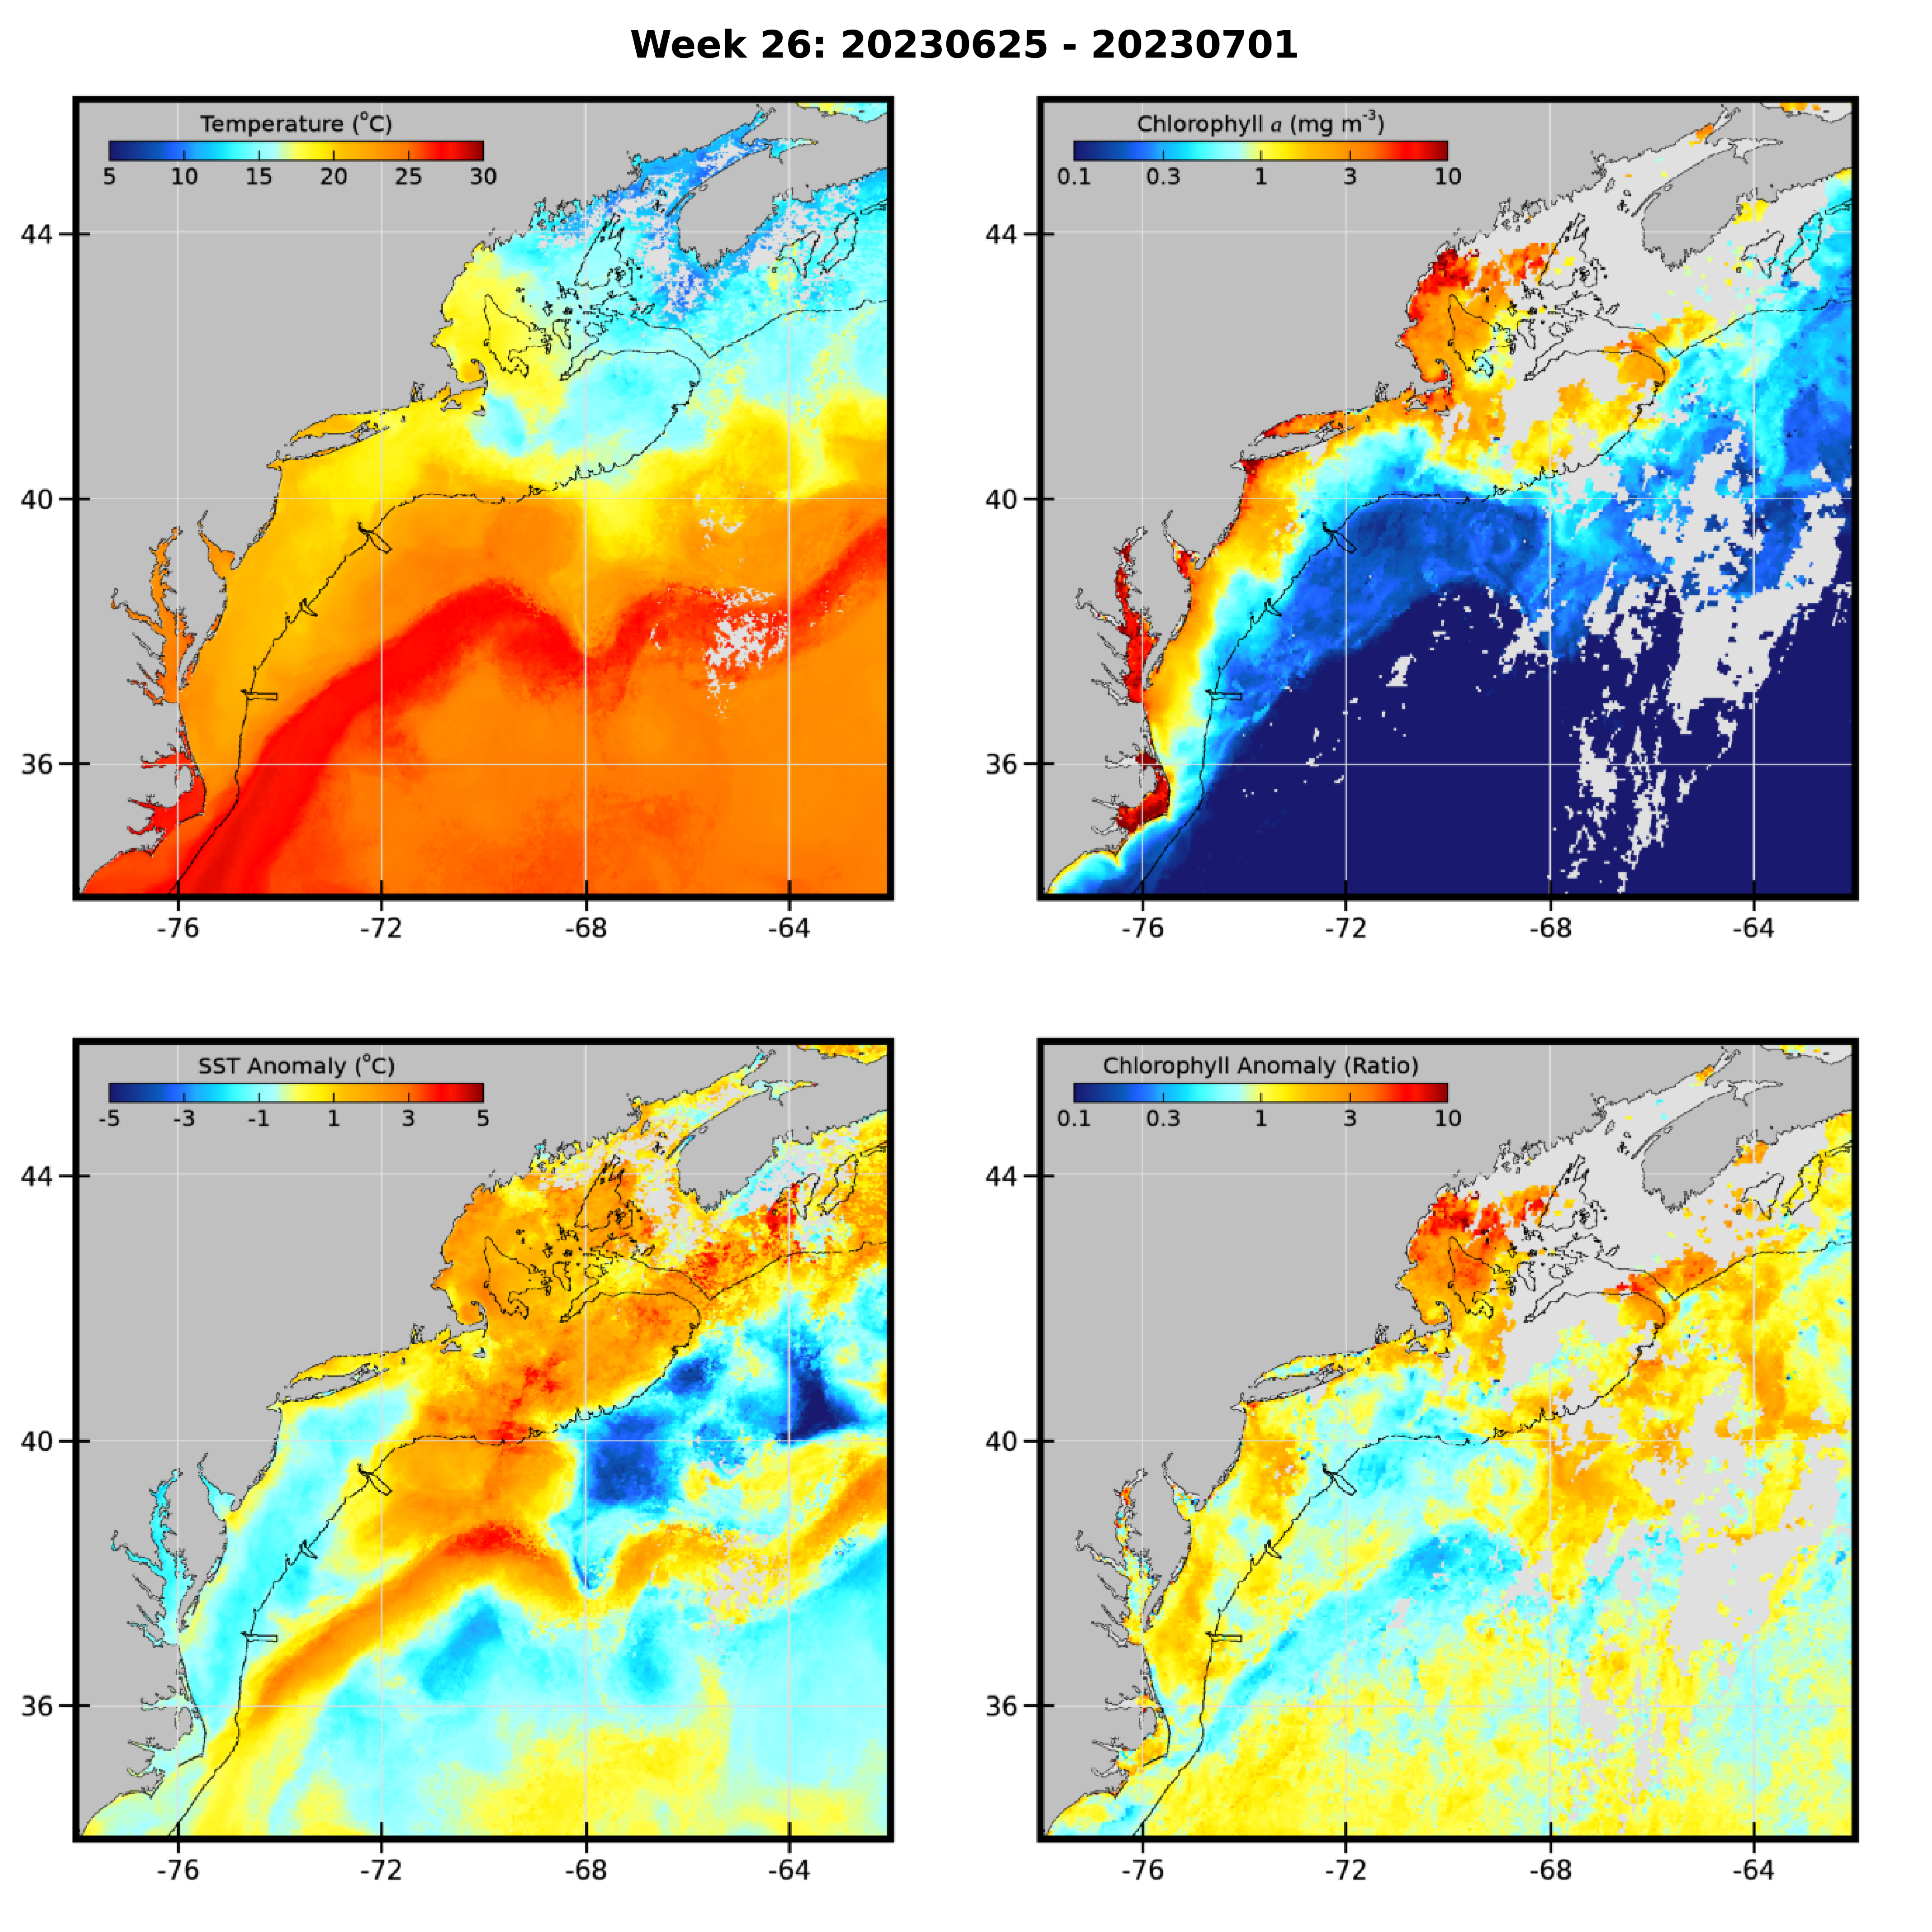 Week 26: 20230625 - 20230701
Temperature (°C)
5 10 15 20 25 30
44
40
36
-76 -72 -68 -64
Chlorophyll a (mg m⁻³)
0.1 0.3 1 3 10
44
40
36
-76 -72 -68 -64
SST Anomaly (°C)
-5 -3 -1 1 3 5
44
40
36
-76 -72 -68 -64
Chlorophyll Anomaly (Ratio)
0.1 0.3 1 3 10
44
40
36
-76 -72 -68 -64